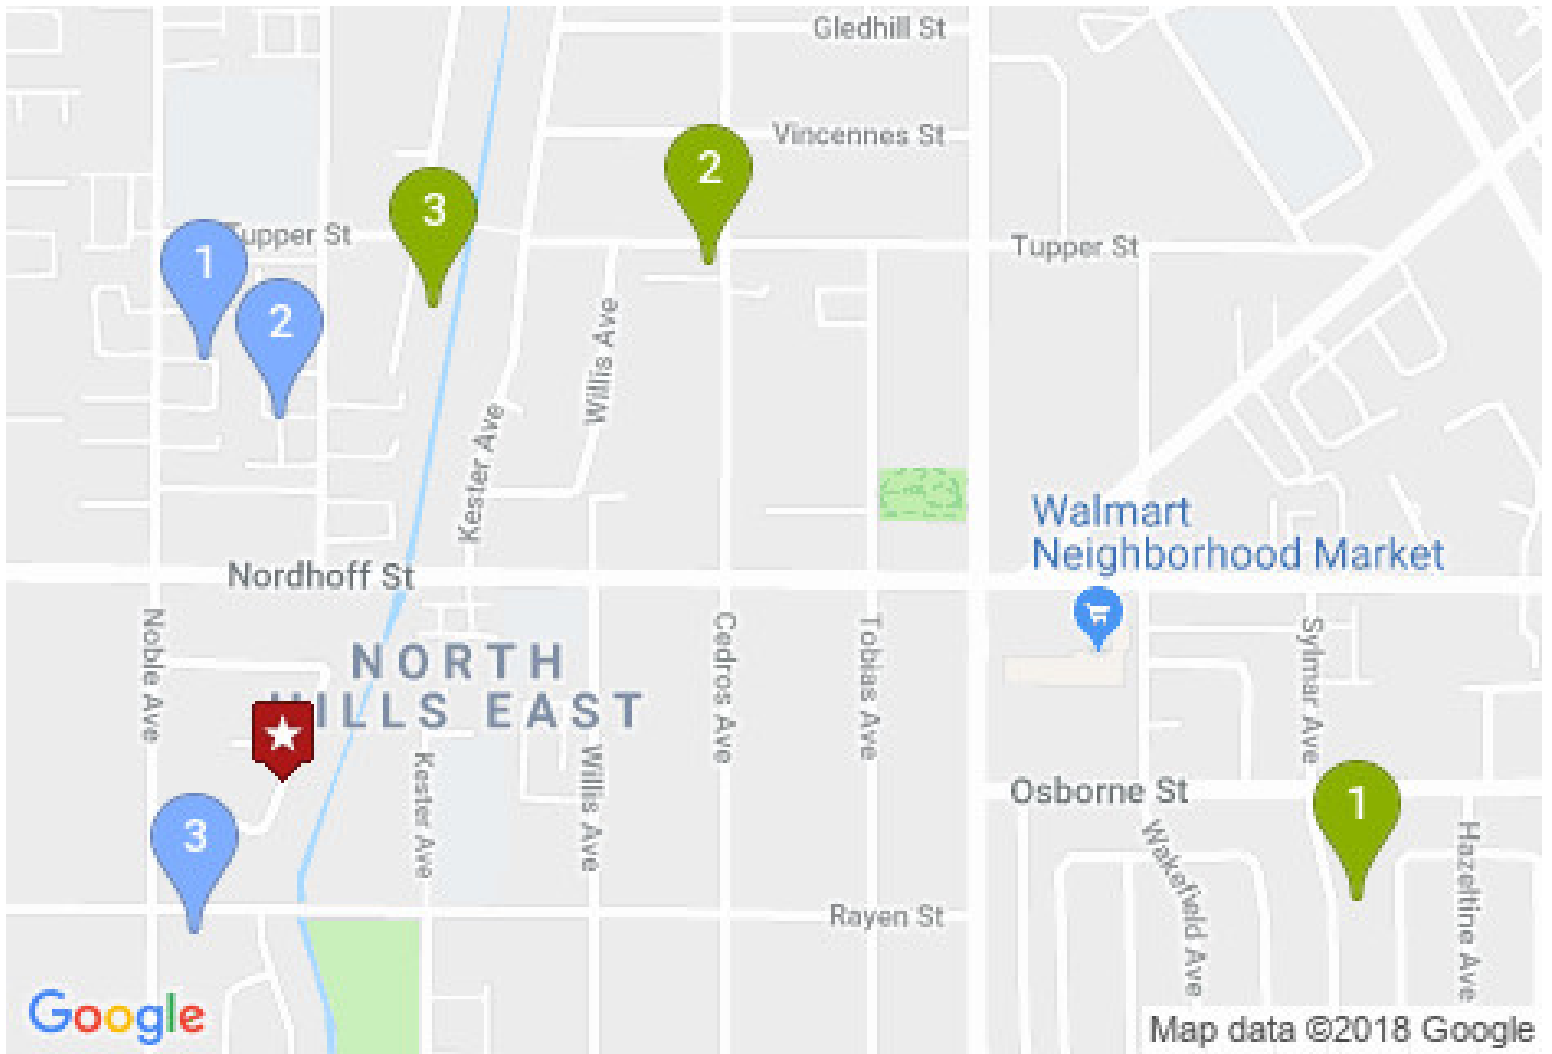 Gledhill St
Vincennes St
2
3
Tupper St
Tupper St
1
2
Willis Ave
Kester Ave
Walmart
Neighborhood Market
Nordhoff St
Noble Ave
Cedros Ave
Tobias Ave
Sylmar Ave
NORTH
HILLS EAST
Kester Ave
Willis Ave
Osborne St
1
3
Wakefield Ave
Hazeltine Ave
Rayen St
Google
Map data ©2018 Google